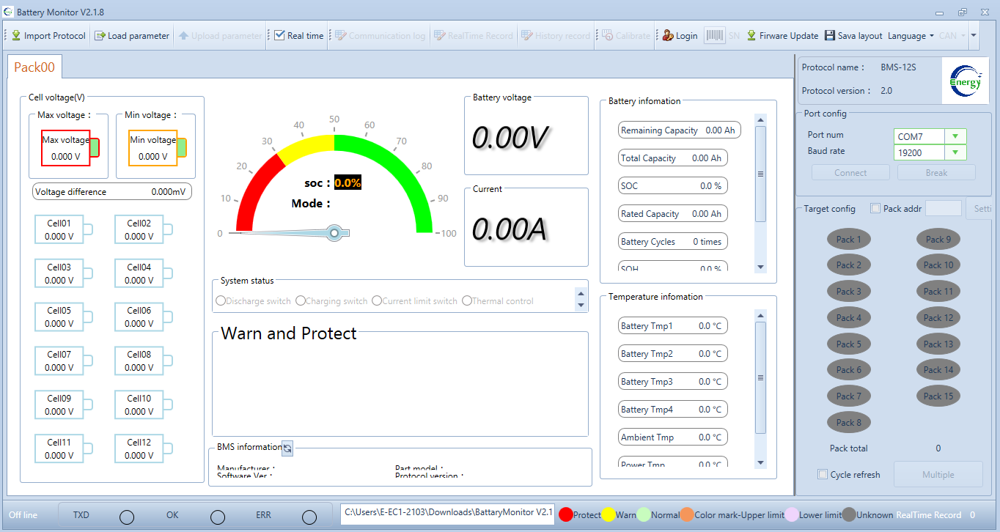 Battery Monitor V2.1.8
Import Protocol Load parameter Upload parameter Real time Communication log RealTime Record History record Calibrate Login SN Firware Update Sava layout Language CAN
Pack00
Cell voltage(V)
Max voltage : Min voltage :
Max voltage Min voltage
0.000 V 0.000 V
Voltage difference 0.000mV
Cell01 Cell02
0.000 V 0.000 V
Cell03 Cell04
0.000 V 0.000 V
Cell05 Cell06
0.000 V 0.000 V
Cell07 Cell08
0.000 V 0.000 V
Cell09 Cell10
0.000 V 0.000 V
Cell11 Cell12
0.000 V 0.000 V
0 10 20 30 40 50 60 70 80 90 100
soc : 0.0%
Mode :
Battery voltage
0.00V
Current
0.00A
System status
Discharge switch Charging switch Current limit switch Thermal control
Warn and Protect
BMS information
Manufacturer : Part model :
Software Ver : Protocol version :
Battery infomation
Remaining Capacity 0.00 Ah
Total Capacity 0.00 Ah
SOC 0.0 %
Rated Capacity 0.00 Ah
Battery Cycles 0 times
SOH 0.0 %
Temperature infomation
Battery Tmp1 0.0 °C
Battery Tmp2 0.0 °C
Battery Tmp3 0.0 °C
Battery Tmp4 0.0 °C
Ambient Tmp 0.0 °C
Power Tmp 0.0 °C
Protocol name : BMS-12S
Protocol version : 2.0
Energy
Port config
Port num COM7
Baud rate 19200
Connect Break
Target config Pack addr Setti
Pack 1 Pack 9
Pack 2 Pack 10
Pack 3 Pack 11
Pack 4 Pack 12
Pack 5 Pack 13
Pack 6 Pack 14
Pack 7 Pack 15
Pack 8
Pack total 0
Cycle refresh Multiple
Off line TXD OK ERR C:\Users\E-EC1-2103\Downloads\BattaryMonitor V2.1 Protect Warn Normal Color mark-Upper limit Lower limit Unknown RealTime Record 0